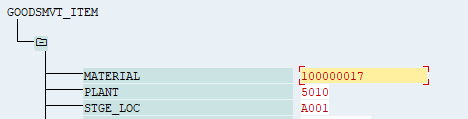 GOODSMVT_ITEM
MATERIAL 100000017
PLANT 5010
STGE_LOC A001